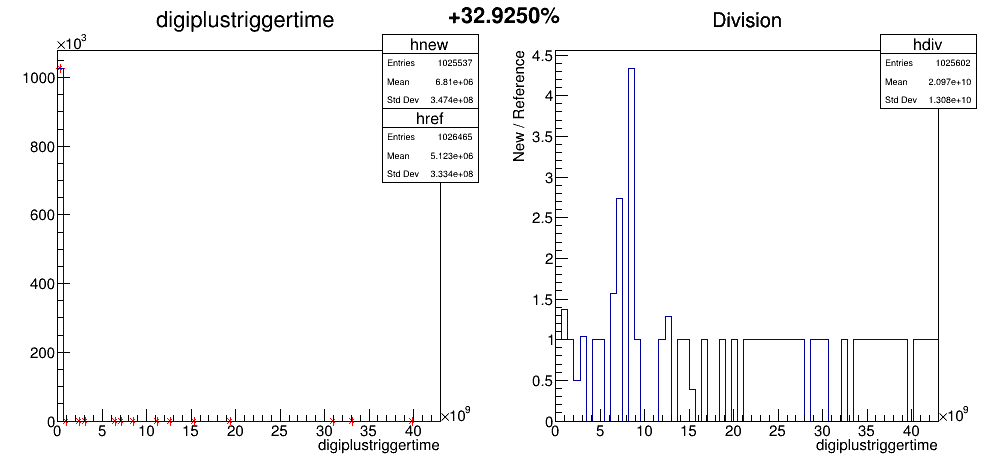 +32.9250%
digiplustriggertime
×10³
1000
800
600
400
200
0
0 5 10 15 20 25 30 35 40
×10⁹
digiplustriggertime
hnew
Entries 1025537
Mean 6.81e+06
Std Dev 3.474e+08
href
Entries 1026465
Mean 5.123e+06
Std Dev 3.334e+08
Division
New / Reference
4.5
4
3.5
3
2.5
2
1.5
1
0.5
0
0 5 10 15 20 25 30 35 40
×10⁹
digiplustriggertime
hdiv
Entries 1025602
Mean 2.097e+10
Std Dev 1.308e+10